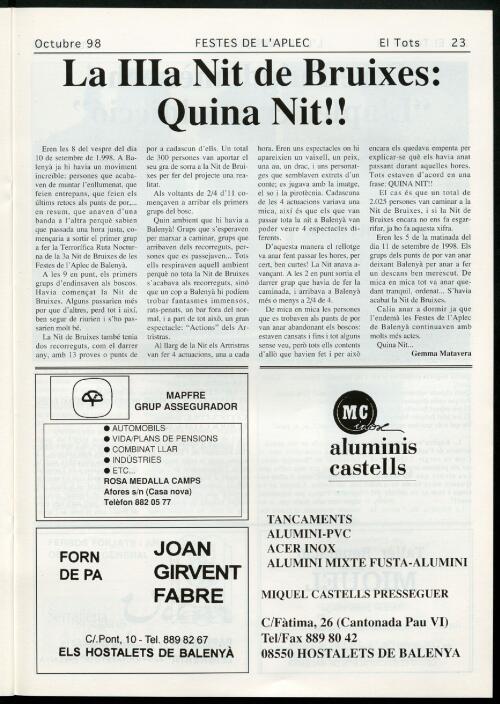 Octubre 98 FESTES DE L'APLEC El Tots 23
La IIIa Nit de Bruixes:
Quina Nit!!
Eren les 8 del vespre del dia
10 de setembre de 1.998. A Ba-
lenyà ja hi havia un moviment
increïble: persones que acaba-
ven de muntar l'enllumenat, que
feien entrepans, que feien els
últims retocs als punts de por,...
en resum, que anaven d'una
banda a l'altra perquè sabien
que passada una hora justa, co-
mençaria a sortir el primer grup
a fer la Terrorífica Ruta Noctur-
na de la 3a Nit de Bruixes de les
Festes de l'Aplec de Balenyà.
A les 9 en punt, els primers
grups d'endinsaven als boscos.
Havia començat la Nit de
Bruixes. Alguns passarien més
por que d'altres, perd tot i així,
ben segur de riurien i s'ho pas-
sarien molt bé.
La Nit de Bruixes també tenia
dos recorreguts, com el darrer
any, amb 13 proves o punts de
por a cadascun d'ells. Un total
de 300 persones van aportar el
seu gra de sorra a la Nit de Brui-
xes per fer del projecte una rea-
litat.
Als voltants de 2/4 d'11 co-
mençaven a arribar els primers
grups del bosc.
Quin ambient que hi havia a
Balenyà! Grups que s'esperaven
per marxar a caminar, grups que
arribaven dels recorreguts, per-
sones que es passejaven... Tots
ells respiraven aquell ambient
perquè no tota la Nit de Bruixes
s'acabava als recorreguts, sinó
que un cop a Balenyà hi podíem
trobar fantasmes immensos,
rats-penats, un bar fora del nor-
mal, i a part de tot això, un gran
espectacle: "Actions" dels Ar-
tristras.
Al llarg de la Nit els Artristras
van fer 4 actuacions, una a cada
hora. Eren uns espectacles on hi
apareixien un vaixell, un peix,
una au, un drac, i uns personat-
ges que semblaven extrets d'un
conte; es jugava amb la imatge,
el so i la pirotècnia. Cadascuna
de les 4 actuacions variava una
mica, així és que els que van
passar tota la nit a Balenyà van
poder veure 4 espectacles di-
ferents.
D'aquesta manera el rellotge
va anar fent passar les hores, per
cert, ben curtes! La Nit anava a-
vançant. A les 2 en punt sortia el
darrer grup que havia de fer la
caminada, i arribava a Balenyà
més o menys a 2/4 de 4.
De mica en mica les persones
que es trobaven als punts de por
van anar abandonant els boscos:
estaven cansats i fins i tot alguns
sense veu, però tots ells contents
d'allò que havien fet i per això
encara els quedava empenta per
explicar-se què els havia anat
passant durant aquelles hores.
Tots estaven d'acord en una
frase: QUINA NIT!!
El cas és que un total de
2.025 persones van caminar a la
Nit de Bruixes, i si la Nit de
Bruixes encara no ens fa esgar-
rifar, ja ho fa aquesta xifra.
Eren les 5 de la matinada del
dia 11 de setembre de 1998. Els
grups dels punts de por van anar
deixant Balenyà per anar a fer
un descans ben merescut. De
mica en mica tot va anar que-
dant tranquil, ordenat... S'havia
acabat la Nit de Bruixes.
Calia anar a dormir ja que
l'endemà les Festes de l'Aplec
de Balenyà continuaven amb
molts més actes.
Quina Nit...
Gemma Matavera
MAPFRE
GRUP ASSEGURADOR
● AUTOMOBILS
● VIDA/PLANS DE PENSIONS
● COMBINAT LLAR
● INDÚSTRIES
● ETC...
ROSA MEDALLA CAMPS
Afores s/n (Casa nova)
Telèfon 882 05 77
FORN
DE PA
JOAN
GIRVENT
FABRE
C/. Pont, 10 - Tel. 889 82 67
ELS HOSTALETS DE BALENYÀ
MC
aluminis
castells
TANCAMENTS
ALUMINI-PVC
ACER INOX
ALUMINI MIXTE FUSTA-ALUMINI
MIQUEL CASTELLS PRESSEGUER
C/Fàtima, 26 (Cantonada Pau VI)
Tel/Fax 889 80 42
08550 HOSTALETS DE BALENYA